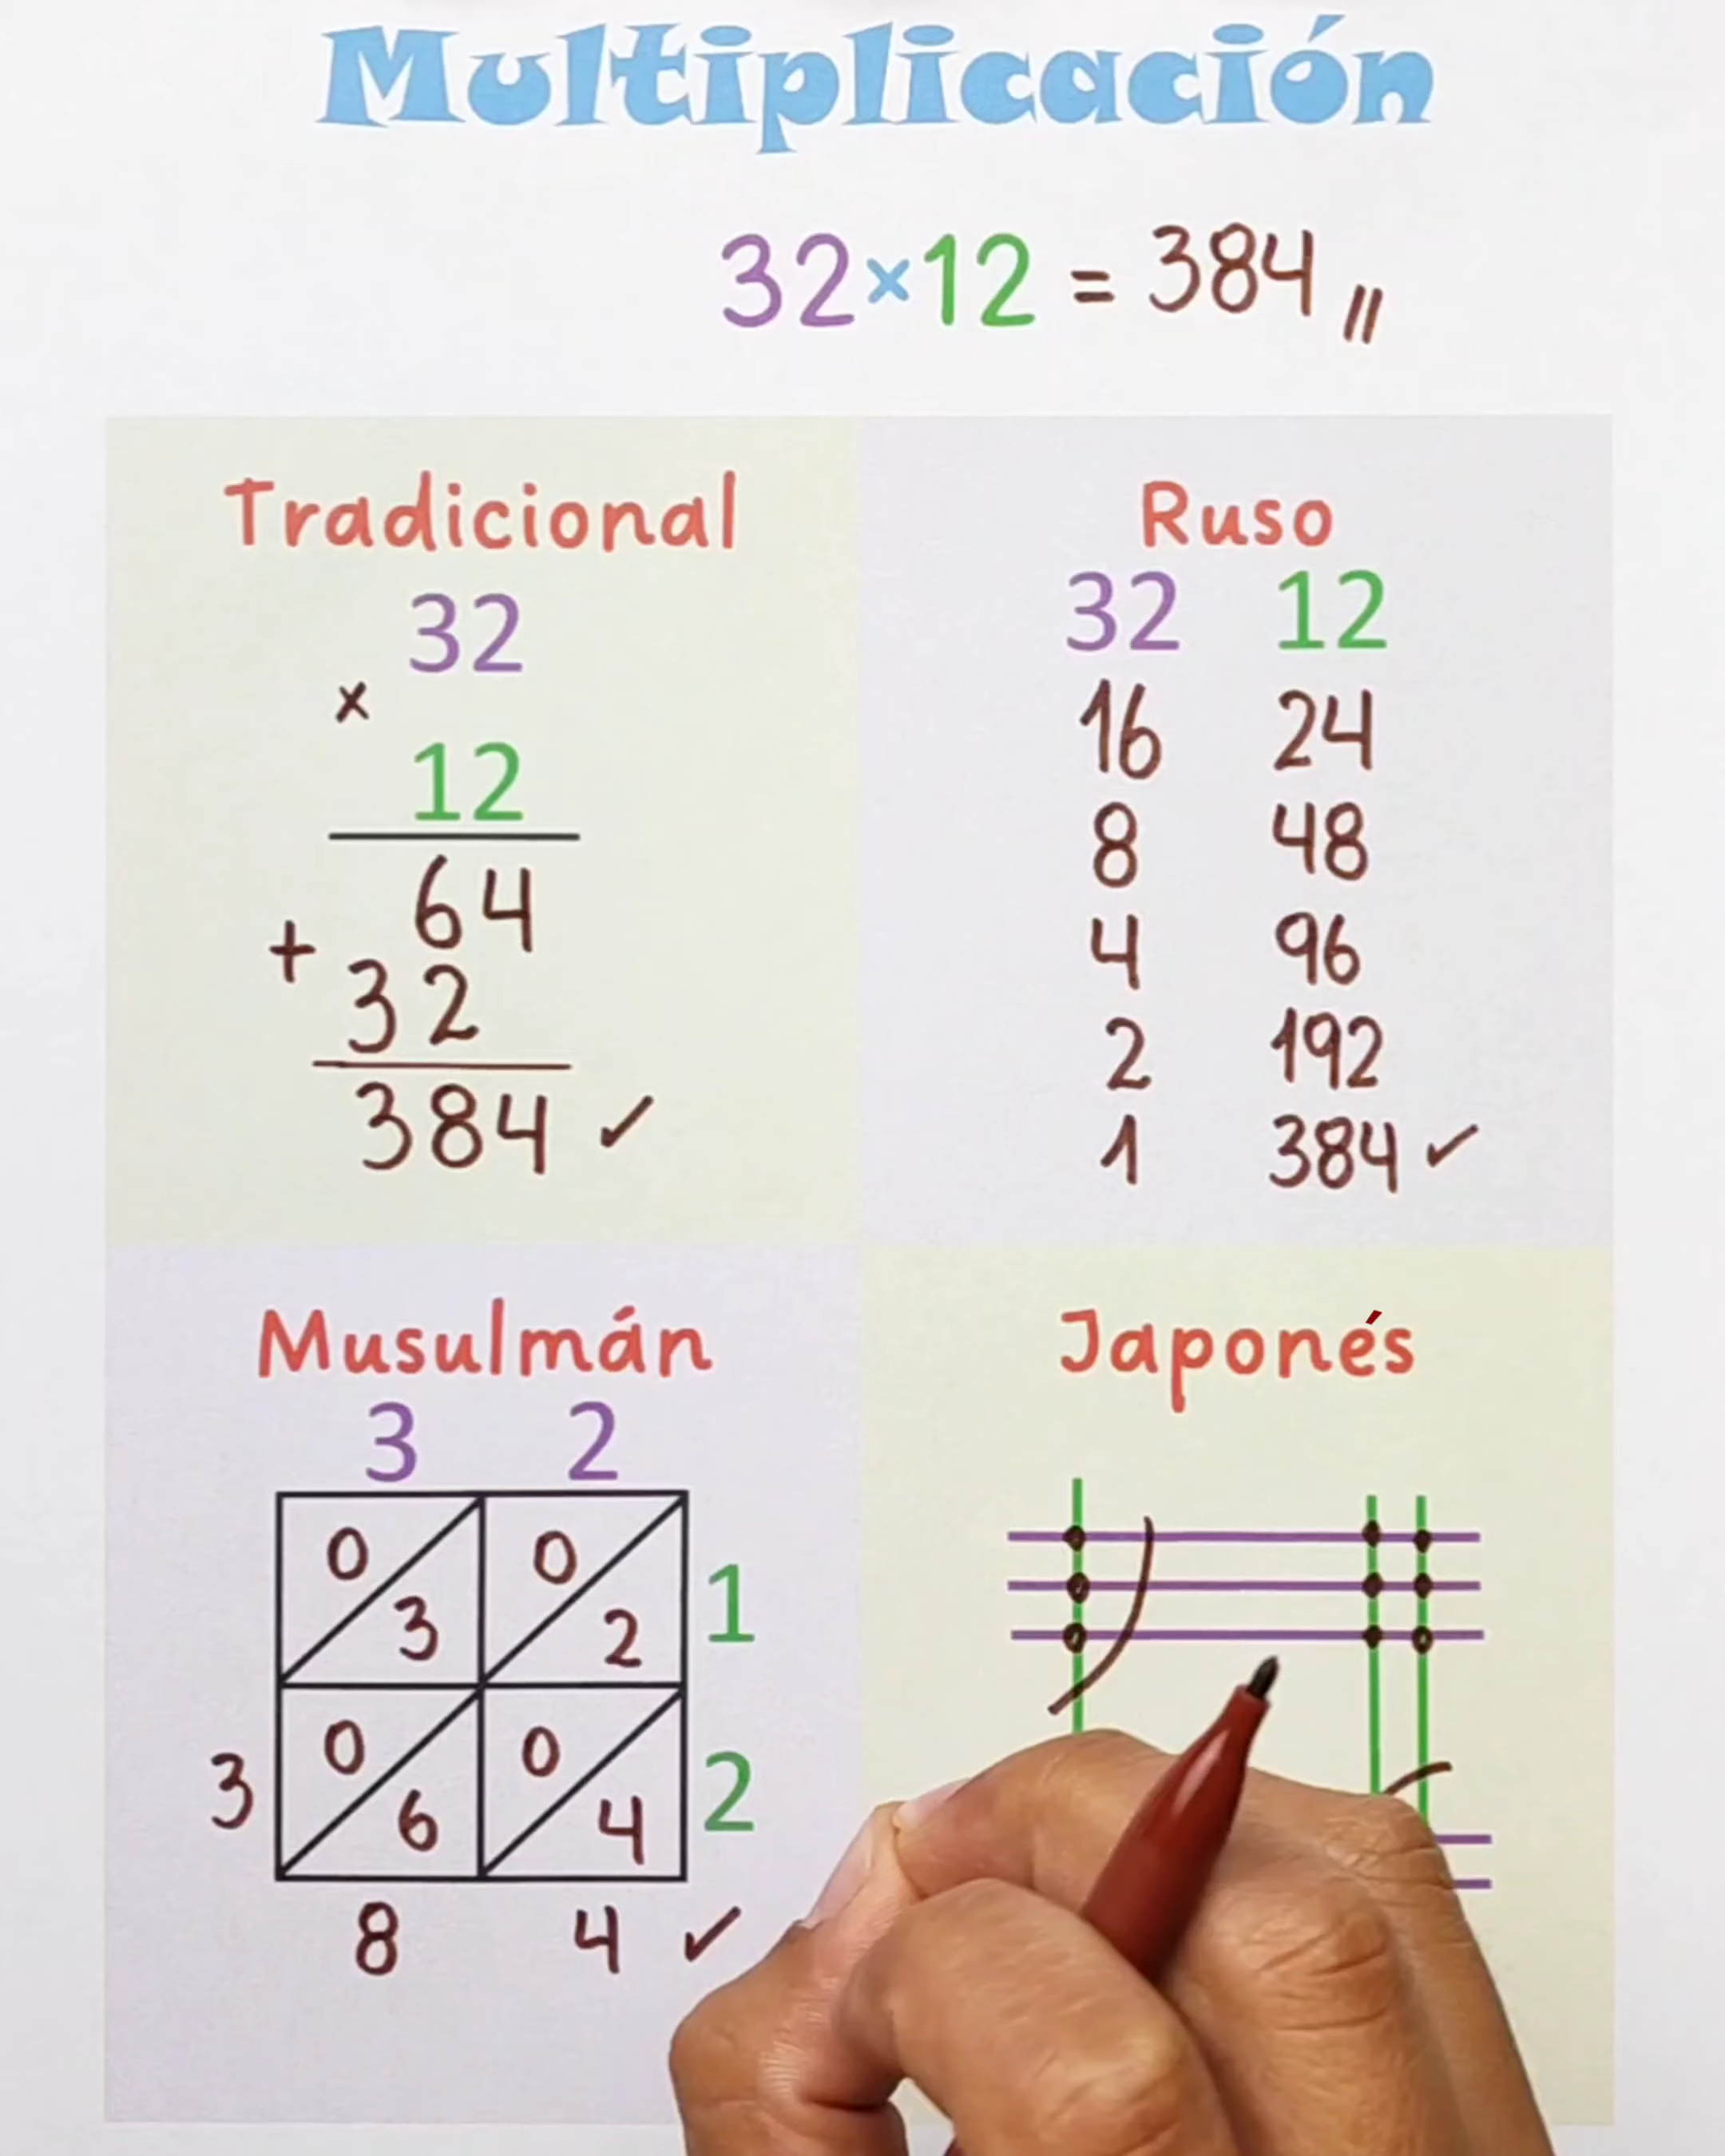 Multiplicación
32×12 = 384 //
Tradicional
32
×
12
64
+ 32
384 ✓
Ruso
32 12
16 24
8 48
4 96
2 192
1 384 ✓
Musulmán
3 2
0 3 0 2 1
3 0 6 0 4 2
8 4 ✓
Japonés